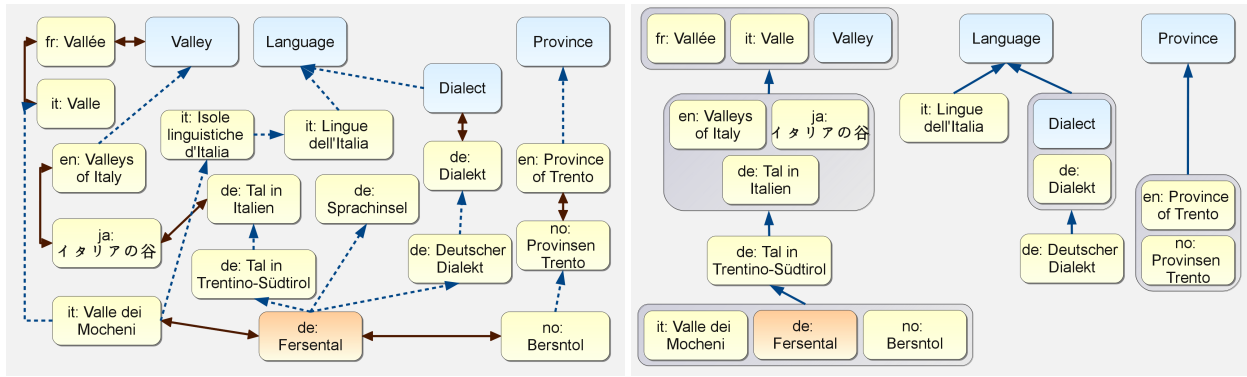 fr: Vallée
Valley
Language
Province
it: Valle
Dialect
it: Isole
linguistiche
d'Italia
it: Lingue
dell'Italia
en: Valleys
of Italy
de: Tal in
Italien
de:
Sprachinsel
de:
Dialekt
en: Province
of Trento
ja:
イタリアの谷
de: Tal in
Trentino-Südtirol
de: Deutscher
Dialekt
no:
Provinsen
Trento
it: Valle dei
Mocheni
de:
Fersental
no:
Bersntol
fr: Vallée
it: Valle
Valley
Language
Province
en: Valleys
of Italy
ja:
イタリアの谷
de: Tal in
Italien
it: Lingue
dell'Italia
Dialect
de:
Dialekt
en: Province
of Trento
no:
Provinsen
Trento
de: Tal in
Trentino-Südtirol
de: Deutscher
Dialekt
it: Valle dei
Mocheni
de:
Fersental
no:
Bersntol